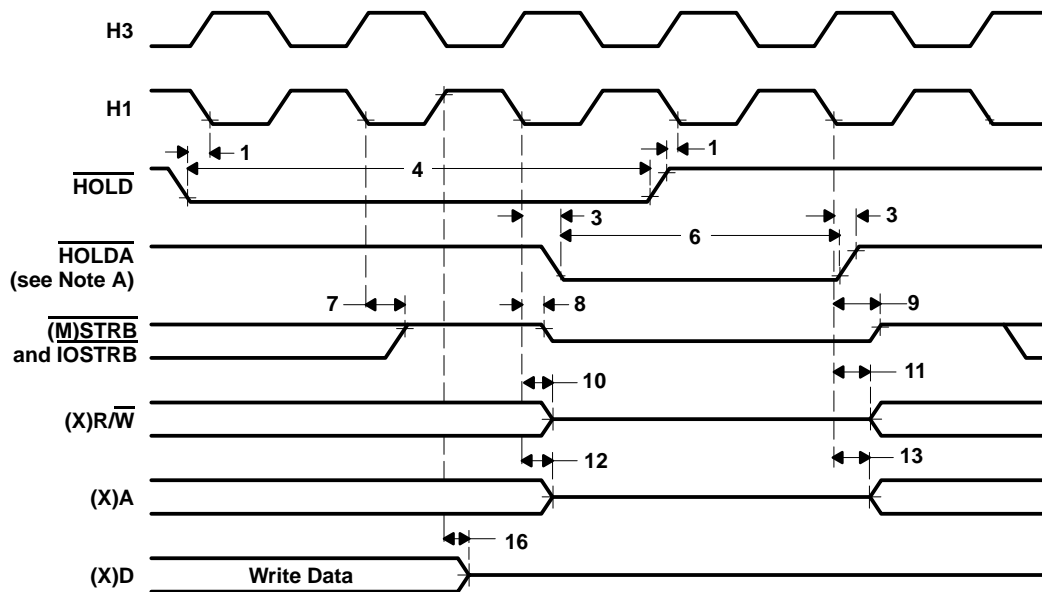 H3
H1
1
1
4
HOLD
3
3
6
HOLDA
(see Note A)
7
8
9
(M)STRB
and IOSTRB
10
11
(X)R/W
12
13
(X)A
16
(X)D
Write Data